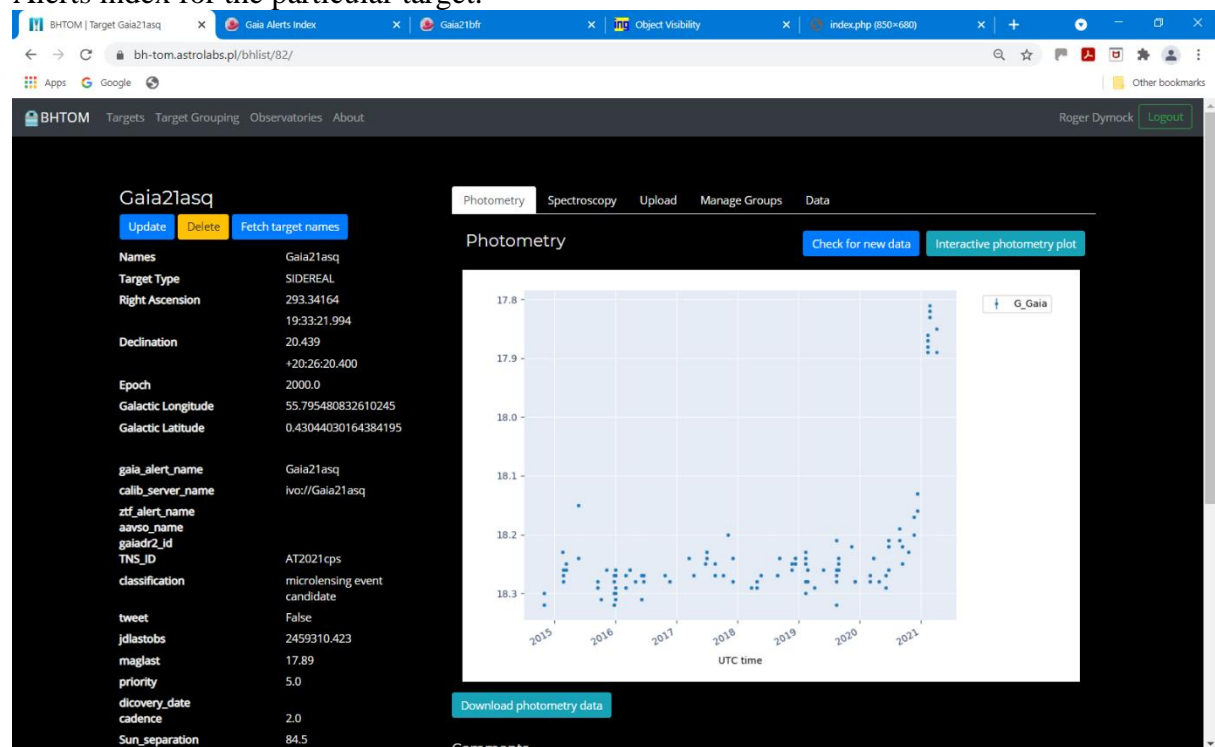 Alerts index for the particular target.
BHTOM | Target Gaia21asq
Gaia Alerts Index
Gaia21bfr
ing Object Visibility
index.php (850×680)
bh-tom.astrolabs.pl/bhlist/82/
Apps
Google
Other bookmarks
BHTOM Targets Target Grouping Observatories About Roger Dymock Logout
Gaia21asq
Update Delete Fetch target names
Names Gaia21asq
Target Type SIDEREAL
Right Ascension 293.34164
19:33:21.994
Declination 20.439
+20:26:20.400
Epoch 2000.0
Galactic Longitude 55.795480832610245
Galactic Latitude 0.43044030164384195
gaia_alert_name Gaia21asq
calib_server_name ivo://Gaia21asq
ztf_alert_name
aavso_name
gaiadr2_id
TNS_ID AT2021cps
classification microlensing event
candidate
tweet False
jdlastobs 2459310.423
maglast 17.89
priority 5.0
dicovery_date
cadence 2.0
Sun_separation 84.5
Photometry Spectroscopy Upload Manage Groups Data
Photometry
Check for new data Interactive photometry plot
G_Gaia
17.8
17.9
18.0
18.1
18.2
18.3
2015 2016 2017 2018 2019 2020 2021
UTC time
Download photometry data
Comments